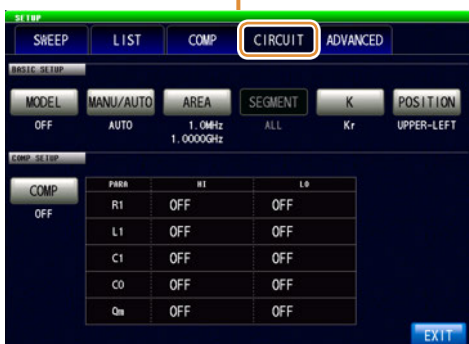 SETUP
SWEEP LIST COMP CIRCUIT ADVANCED
BASIC SETUP
MODEL MANU/AUTO AREA SEGMENT K POSITION
OFF AUTO 1.0MHz ALL Kr UPPER-LEFT
1.0000GHz
COMP SETUP
COMP
OFF
PARA HI LO
R1 OFF OFF
L1 OFF OFF
C1 OFF OFF
C0 OFF OFF
Qm OFF OFF
EXIT